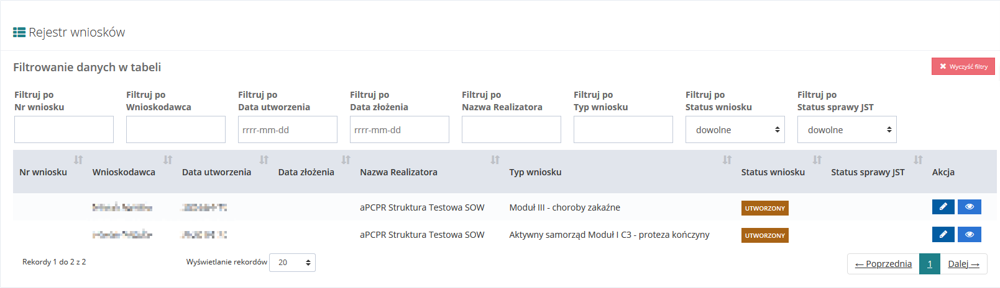 Rejestr wniosków
Filtrowanie danych w tabeli
Wyczyść filtry
Filtruj po Nr wniosku
Filtruj po Wnioskodawca
Filtruj po Data utworzenia
Filtruj po Data złożenia
Filtruj po Nazwa Realizatora
Filtruj po Typ wniosku
Filtruj po Status wniosku
Filtruj po Status sprawy JST
rrrr-mm-dd rrrr-mm-dd dowolne dowolne
Nr wniosku Wnioskodawca Data utworzenia Data złożenia Nazwa Realizatora Typ wniosku Status wniosku Status sprawy JST Akcja
aPCPR Struktura Testowa SOW Moduł III - choroby zakaźne UTWORZONY
aPCPR Struktura Testowa SOW Aktywny samorząd Moduł I C3 - proteza kończyny UTWORZONY
Rekordy 1 do 2 z 2 Wyświetlanie rekordów 20 ← Poprzednia 1 Dalej →